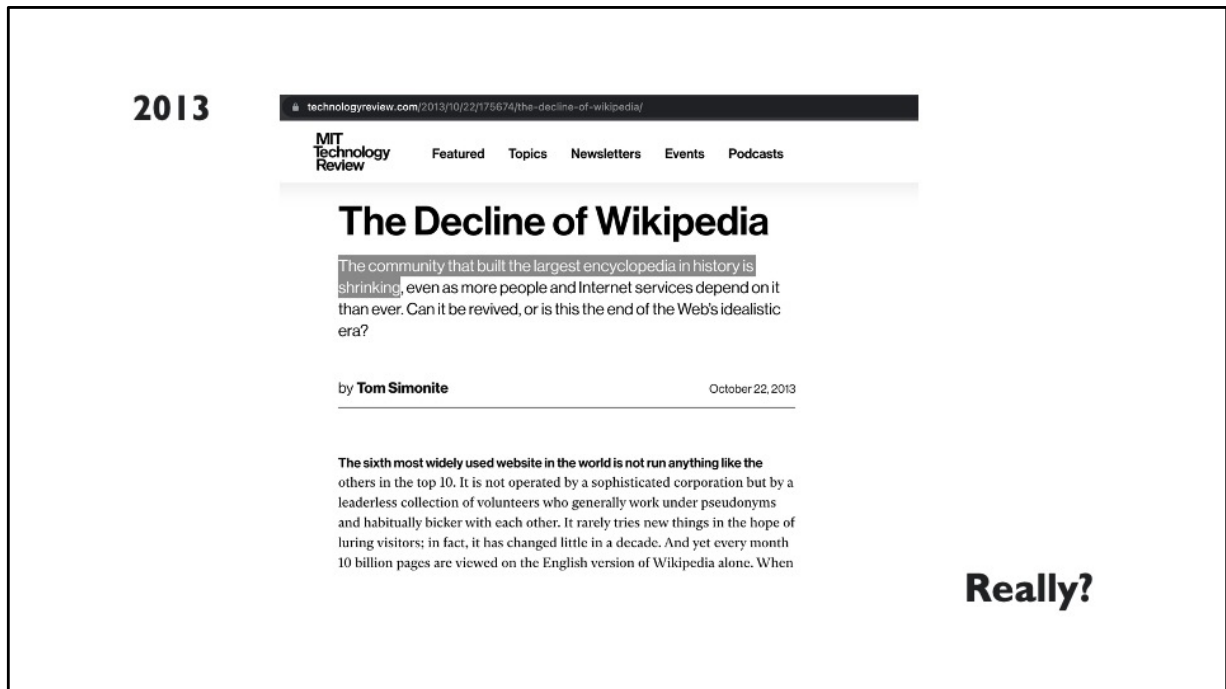 2013
technologyreview.com/2013/10/22/175674/the-decline-of-wikipedia/
MIT
Technology
Review
Featured Topics Newsletters Events Podcasts
The Decline of Wikipedia
The community that built the largest encyclopedia in history is
shrinking, even as more people and Internet services depend on it
than ever. Can it be revived, or is this the end of the Web's idealistic
era?
by Tom Simonite
October 22, 2013
The sixth most widely used website in the world is not run anything like the
others in the top 10. It is not operated by a sophisticated corporation but by a
leaderless collection of volunteers who generally work under pseudonyms
and habitually bicker with each other. It rarely tries new things in the hope of
luring visitors; in fact, it has changed little in a decade. And yet every month
10 billion pages are viewed on the English version of Wikipedia alone. When
Really?